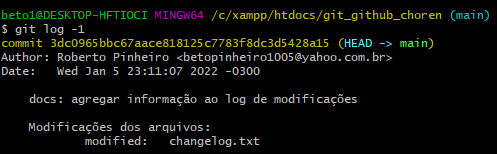 beto1@DESKTOP-HFTIOCI MINGW64 /c/xampp/htdocs/git_github_choren (main)
$ git log -1
commit 3dc0965bbc67aace818125c7783f8dc3d5428a15 (HEAD -> main)
Author: Roberto Pinheiro <betopinheiro1005@yahoo.com.br>
Date:   Wed Jan 5 23:11:07 2022 -0300

    docs: agregar informação ao log de modificações

    Modificações dos arquivos:
            modified:   changelog.txt